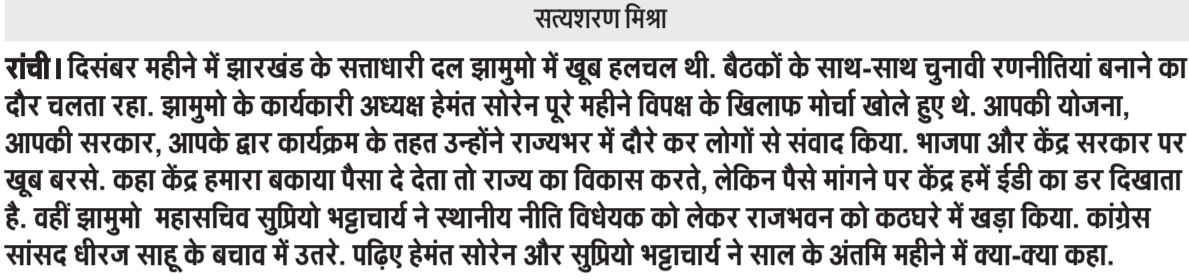 सत्यशरण मिश्रा
रांची। दिसंबर महीने में झारखंड के सत्ताधारी दल झामुमो में खूब हलचल थी. बैठकों के साथ-साथ चुनावी रणनीतियां बनाने का
दौर चलता रहा. झामुमो के कार्यकारी अध्यक्ष हेमंत सोरेन पूरे महीने विपक्ष के खिलाफ मोर्चा खोले हुए थे. आपकी योजना,
आपकी सरकार, आपके द्वार कार्यक्रम के तहत उन्होंने राज्यभर में दौरे कर लोगों से संवाद किया. भाजपा और केंद्र सरकार पर
खूब बरसे. कहा केंद्र हमारा बकाया पैसा दे देता तो राज्य का विकास करते, लेकिन पैसे मांगने पर केंद्र हमें ईडी का डर दिखाता
है. वहीं झामुमो महासचिव सुप्रियो भट्टाचार्य ने स्थानीय नीति विधेयक को लेकर राजभवन को कठघरे में खड़ा किया. कांग्रेस
सांसद धीरज साहू के बचाव में उतरे. पढ़िए हेमंत सोरेन और सुप्रियो भट्टाचार्य ने साल के अंतमि महीने में क्या-क्या कहा.